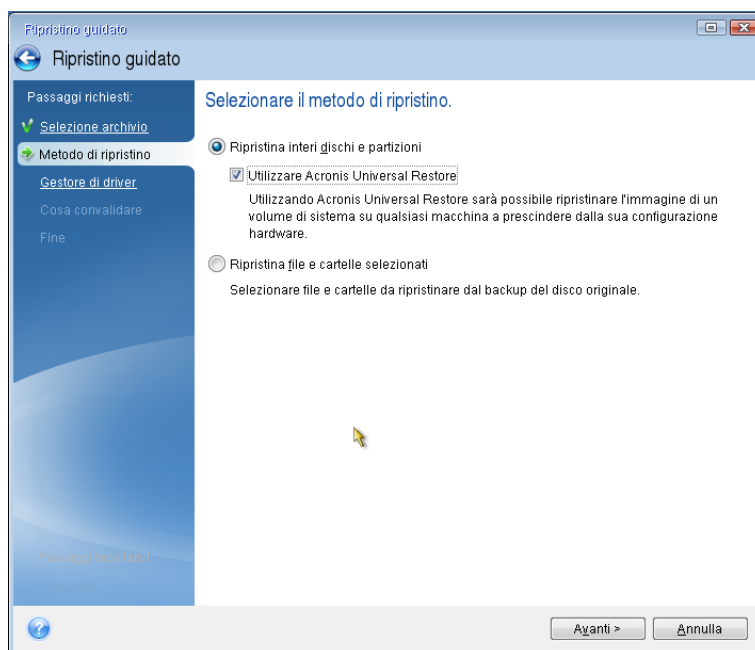 Ripristino guidato
Ripristino guidato
Passaggi richiesti:
Selezione archivio
Metodo di ripristino
Gestore di driver
Cosa convalidare
Fine
Selezionare il metodo di ripristino.
Ripristina interi dischi e partizioni
Utilizzare Acronis Universal Restore
Utilizzando Acronis Universal Restore sarà possibile ripristinare l'immagine di un
volume di sistema su qualsiasi macchina a prescindere dalla sua configurazione
hardware.
Ripristina file e cartelle selezionati
Selezionare file e cartelle da ripristinare dal backup del disco originale.
Avanti >
Annulla